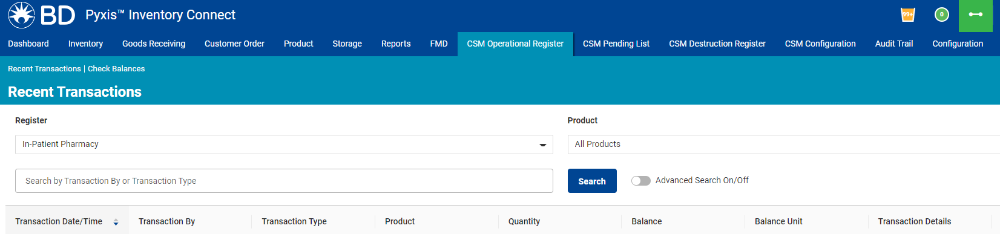 BD Pyxis™ Inventory Connect
99+ 0
Dashboard Inventory Goods Receiving Customer Order Product Storage Reports FMD CSM Operational Register CSM Pending List CSM Destruction Register CSM Configuration Audit Trail Configuration
Recent Transactions | Check Balances
Recent Transactions
Register Product
In-Patient Pharmacy All Products
Search by Transaction By or Transaction Type Search Advanced Search On/Off
Transaction Date/Time Transaction By Transaction Type Product Quantity Balance Balance Unit Transaction Details